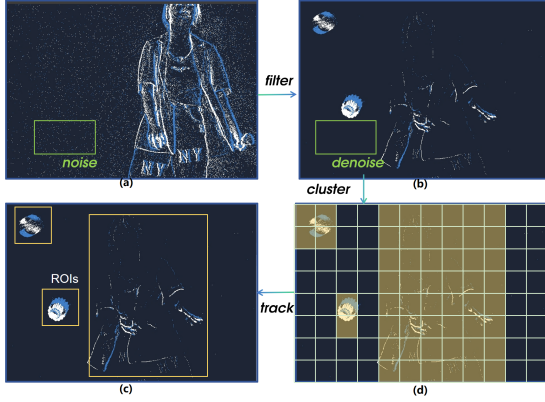 filter
noise
denoise
(a)
(b)
cluster
ROIs
track
(c)
(d)